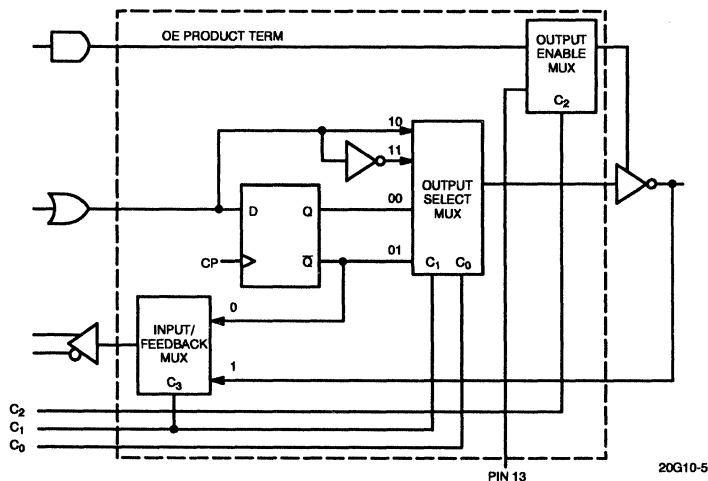 OE PRODUCT TERM
OUTPUT
ENABLE
MUX
C₂
10
11
OUTPUT
SELECT
MUX
C₁ C₀
D Q
00
Q̅
01
CP
0
INPUT/
FEEDBACK
MUX
C₃
1
C₂
C₁
C₀
PIN 13
20G10-5